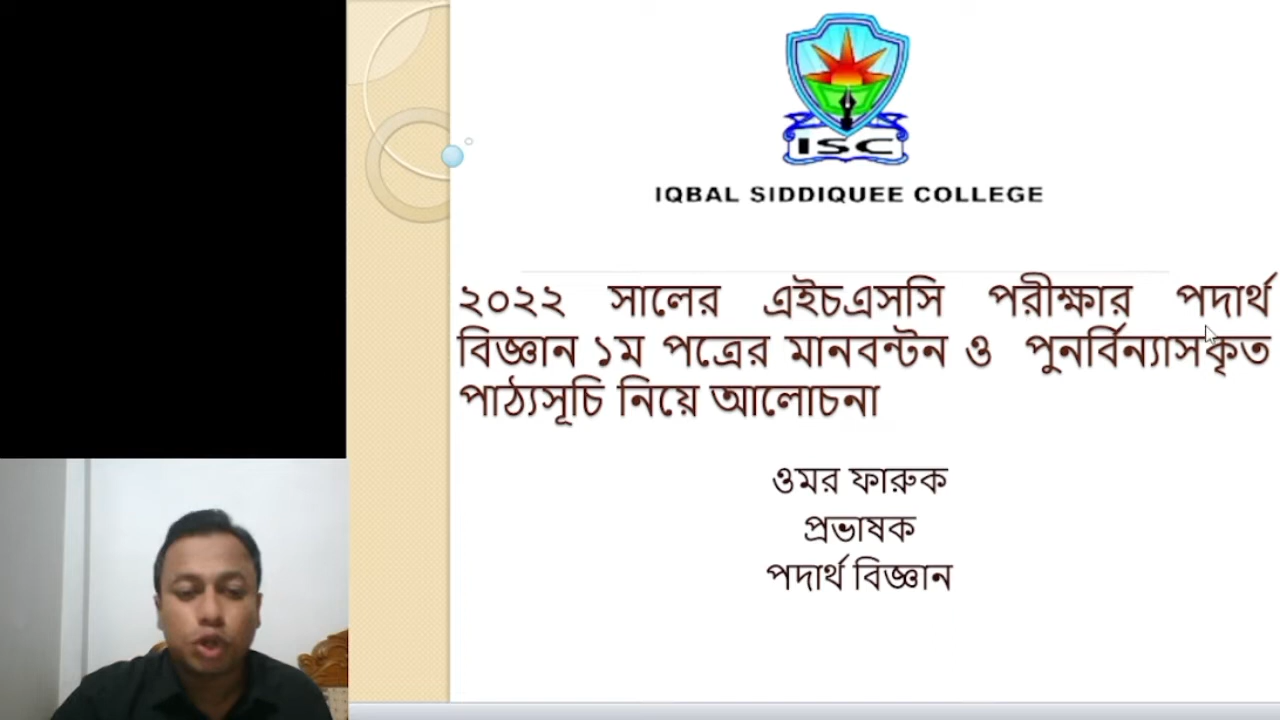 ISC
IQBAL SIDDIQUEE COLLEGE
২০২২ সালের এইচএসসি পরীক্ষার পদার্থ
বিজ্ঞান ১ম পত্রের মানবন্টন ও পুনর্বিন্যাসকৃত
পাঠ্যসূচি নিয়ে আলোচনা
ওমর ফারুক
প্রভাষক
পদার্থ বিজ্ঞান